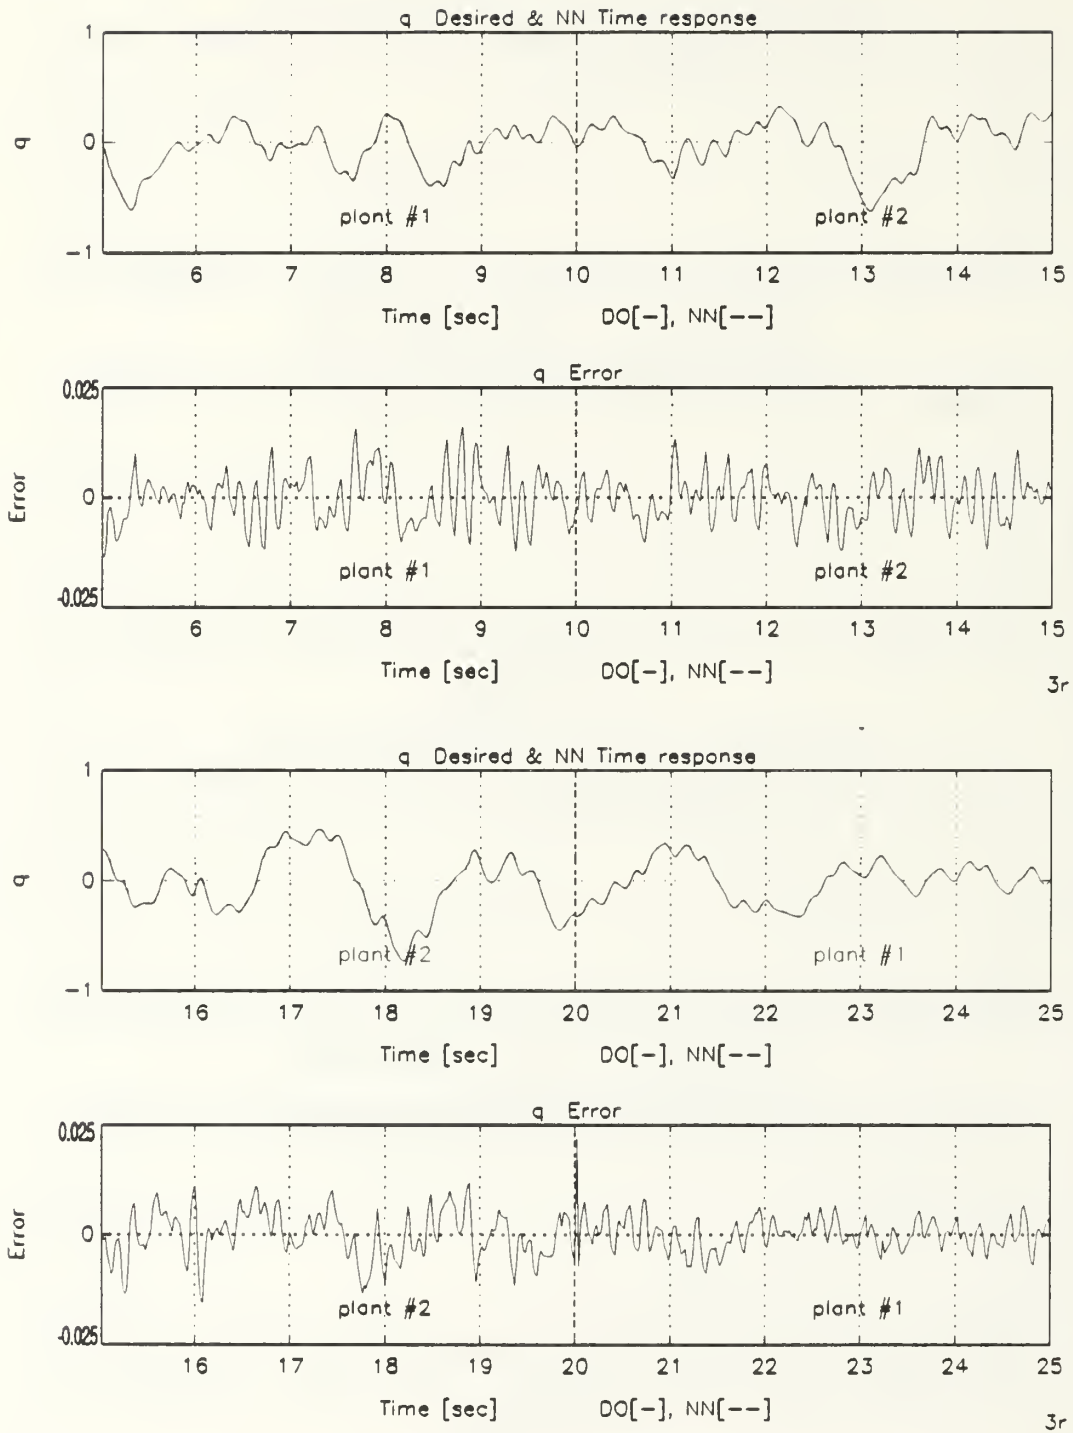 q Desired & NN Time response
1
q
0
plant #1
plant #2
-1
6 7 8 9 10 11 12 13 14 15
Time [sec] DO[-], NN[--]
q Error
0.025
Error
0
plant #1
plant #2
-0.025
6 7 8 9 10 11 12 13 14 15
Time [sec] DO[-], NN[--]
3r
q Desired & NN Time response
1
q
0
plant #2
plant #1
-1
16 17 18 19 20 21 22 23 24 25
Time [sec] DO[-], NN[--]
q Error
0.025
Error
0
plant #2
plant #1
-0.025
16 17 18 19 20 21 22 23 24 25
Time [sec] DO[-], NN[--]
3r